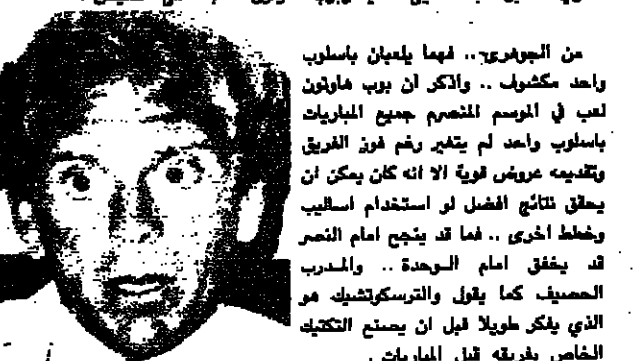 عن الجوهرى .. فهما يلعبان باسلوب
واحد مكشوف .. واذكر ان بوب هاوتون
لعب في الموسم المنصرم جميع المباريات
باسلوب واحد لم يتغير رغم فوز الفريق
وتقديمه عروض قوية الا انه كان يمكن ان
يحقق نتائج افضل لو استخدام اساليب
وخطط اخرى .. فما قد ينجح امام النصر
قد يخفق امام الوحدة .. والمدرب
الحصيف كما يقول والترسكوتشيك هو
الذي يفكر طويلا قبل ان يصنع التكتيك
الخاص بفريقه قبل المباريات .